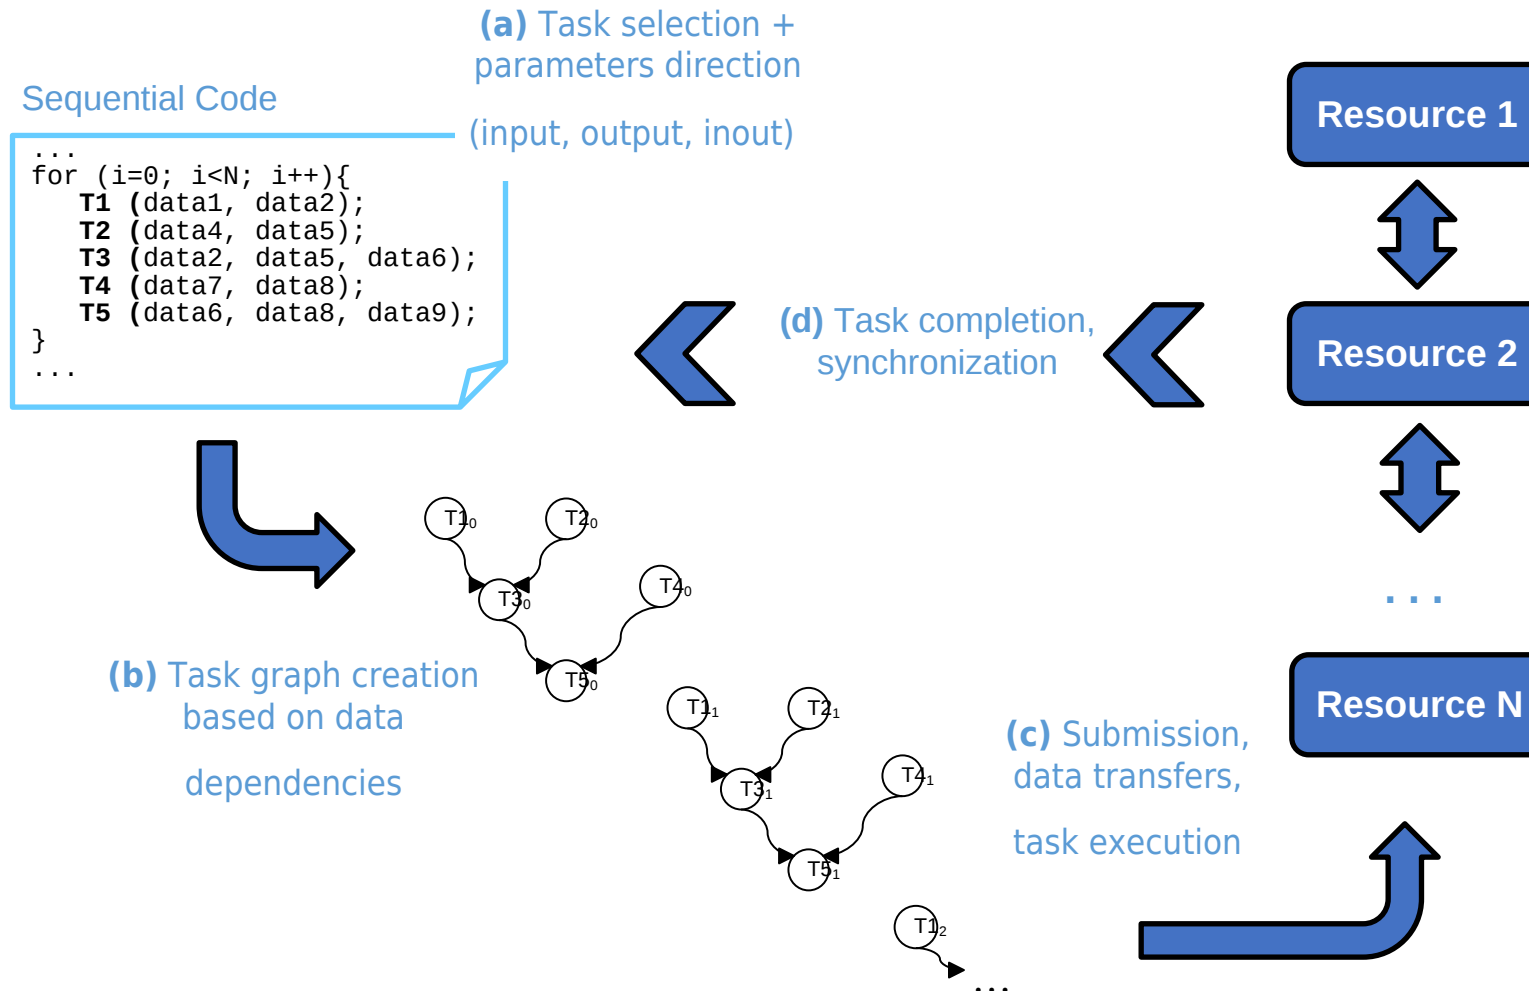 (a) Task selection +
parameters direction
(input, output, inout)
Sequential Code
...
for (i=0; i<N; i++){
T1 (data1, data2);
T2 (data4, data5);
T3 (data2, data5, data6);
T4 (data7, data8);
T5 (data6, data8, data9);
}
...
(d) Task completion,
synchronization
Resource 1
Resource 2
...
Resource N
T1₀
T2₀
T3₀
T4₀
T5₀
(b) Task graph creation
based on data
dependencies
T1₁
T2₁
T3₁
T4₁
T5₁
(c) Submission,
data transfers,
task execution
T1₂
...